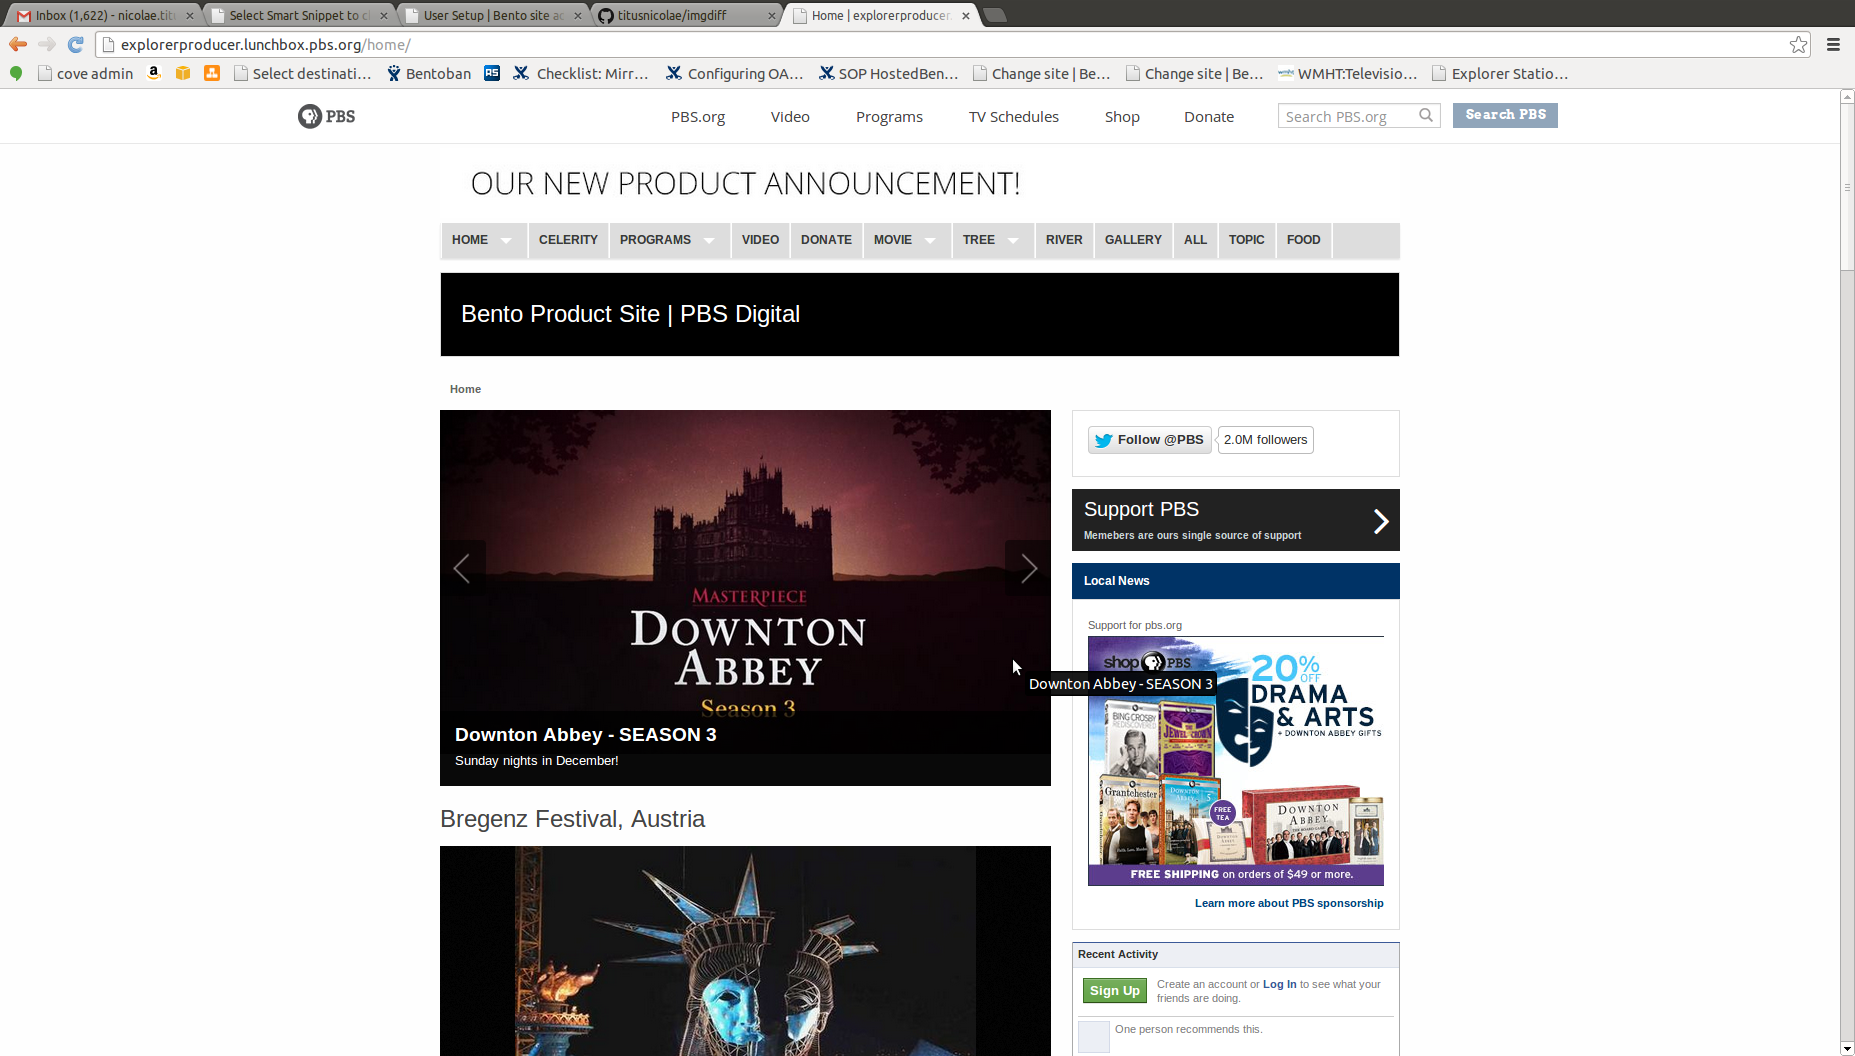 Inbox (1,622) - nicolae.tit
Select Smart Snippet to c
User Setup | Bento site ac
titusnicolae/imgdiff
Home | explorerproducer.
explorerproducer.lunchbox.pbs.org/home/
cove admin
Select destinati...
Bentoban
Checklist: Mirr...
Configuring OA...
SOP HostedBen...
Change site | Be...
Change site | Be...
WMHT:Televisio...
Explorer Statio...
PBS
PBS.org
Video
Programs
TV Schedules
Shop
Donate
Search PBS.org
Search PBS
OUR NEW PRODUCT ANNOUNCEMENT!
HOME
CELERITY
PROGRAMS
VIDEO
DONATE
MOVIE
TREE
RIVER
GALLERY
ALL
TOPIC
FOOD
Bento Product Site | PBS Digital
Home
MASTERPIECE
DOWNTON
ABBEY
Season 3
Downton Abbey - SEASON 3
Sunday nights in December!
Bregenz Festival, Austria
Follow @PBS
2.0M followers
Support PBS
Memebers are ours single source of support
Local News
Support for pbs.org
shop PBS
20% OFF
DRAMA
& ARTS
+ DOWNTON ABBEY GIFTS
Downton Abbey - SEASON 3
BING CROSBY
REDISCOVERED
THE
JEWEL CROWN
Grantchester
DOWNTON
ABBEY
5
FREE
TEA
DOWNTON
ABBEY
THE BOARD GAME
FREE SHIPPING on orders of $49 or more.
Learn more about PBS sponsorship
Recent Activity
Sign Up
Create an account or Log In to see what your
friends are doing.
One person recommends this.